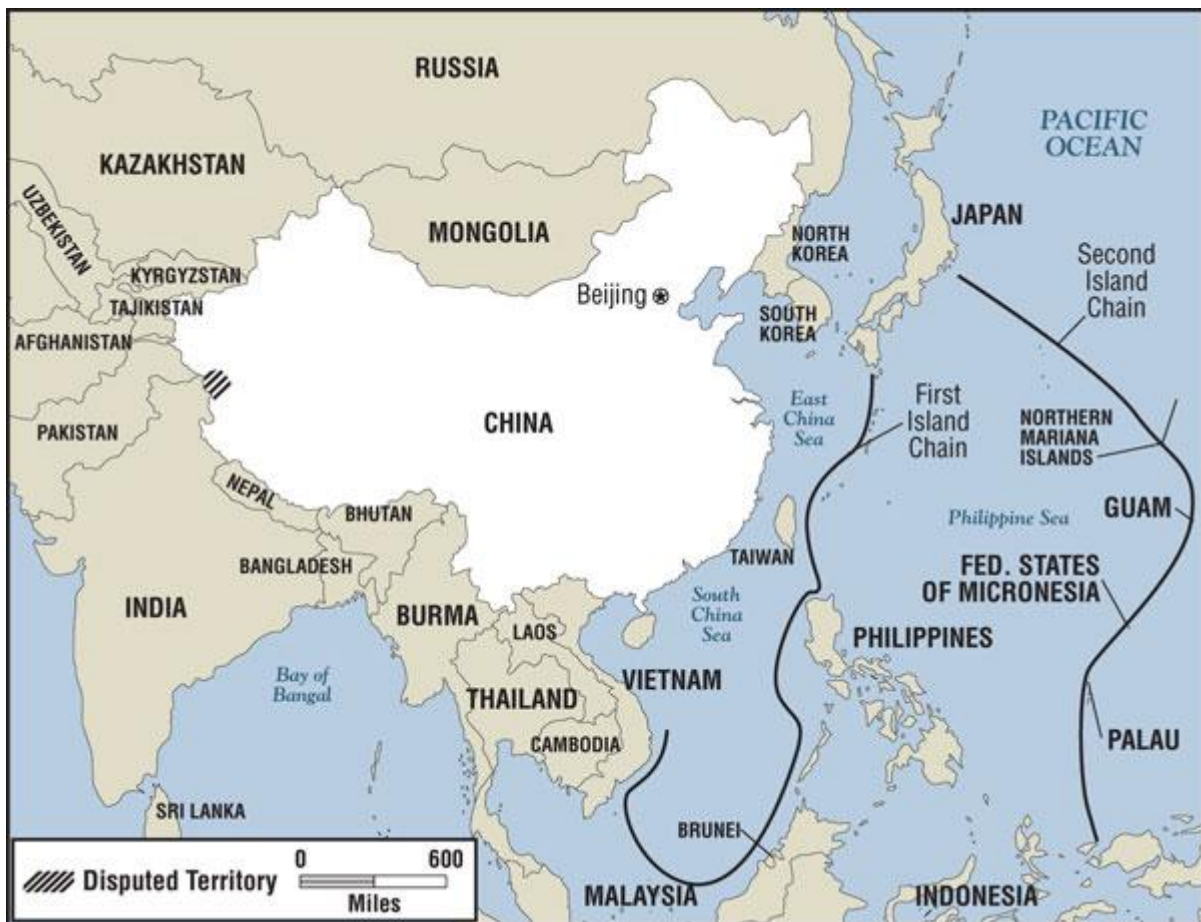 RUSSIA
PACIFIC
OCEAN
KAZAKHSTAN
UZBEKISTAN
MONGOLIA
JAPAN
NORTH
KOREA
KYRGYZSTAN
Second
Island
Chain
Beijing
TAJIKISTAN
SOUTH
KOREA
AFGHANISTAN
CHINA
East
China
Sea
First
Island
Chain
PAKISTAN
NORTHERN
MARIANA
ISLANDS
NEPAL
BHUTAN
GUAM
Philippine Sea
TAIWAN
BANGLADESH
FED. STATES
OF MICRONESIA
INDIA
BURMA
South
China
Sea
LAOS
PHILIPPINES
Bay of
Bangal
VIETNAM
THAILAND
CAMBODIA
PALAU
SRI LANKA
BRUNEI
MALAYSIA
INDONESIA
Disputed Territory
0 600
Miles